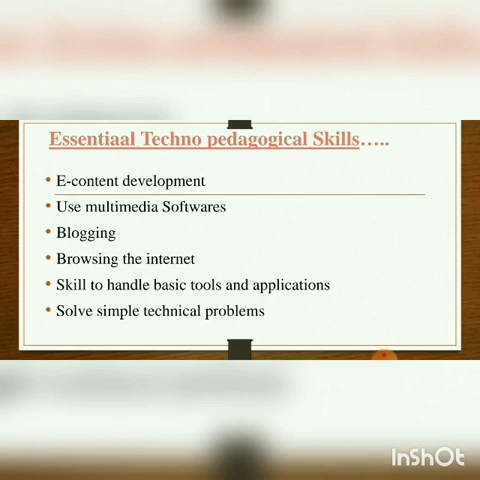 Essentiaal Techno pedagogical Skills…..
• E-content development
• Use multimedia Softwares
• Blogging
• Browsing the internet
• Skill to handle basic tools and applications
• Solve simple technical problems
InShOt